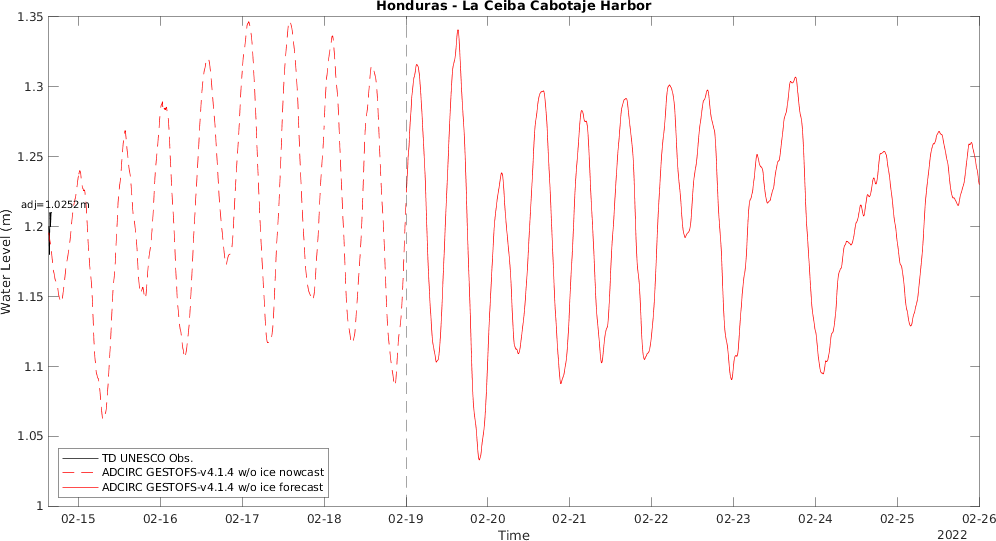 Honduras - La Ceiba Cabotaje Harbor
1.35
1.3
1.25
1.2
1.15
1.1
1.05
1
Water Level (m)
adj=1.0252m
TD UNESCO Obs.
ADCIRC GESTOFS-v4.1.4 w/o ice nowcast
ADCIRC GESTOFS-v4.1.4 w/o ice forecast
02-15 02-16 02-17 02-18 02-19 02-20 02-21 02-22 02-23 02-24 02-25 02-26
Time
2022